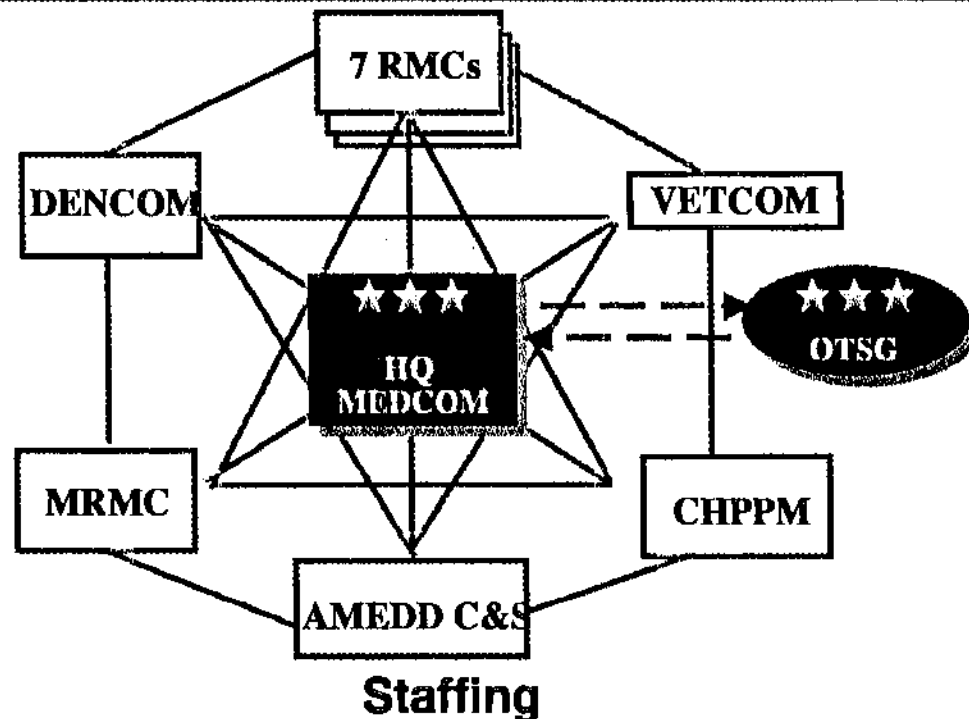 7 RMCs
DENCOM
VETCOM
HQ
MEDCOM
OTSG
MRMC
CHPPM
AMEDD C&S
Staffing